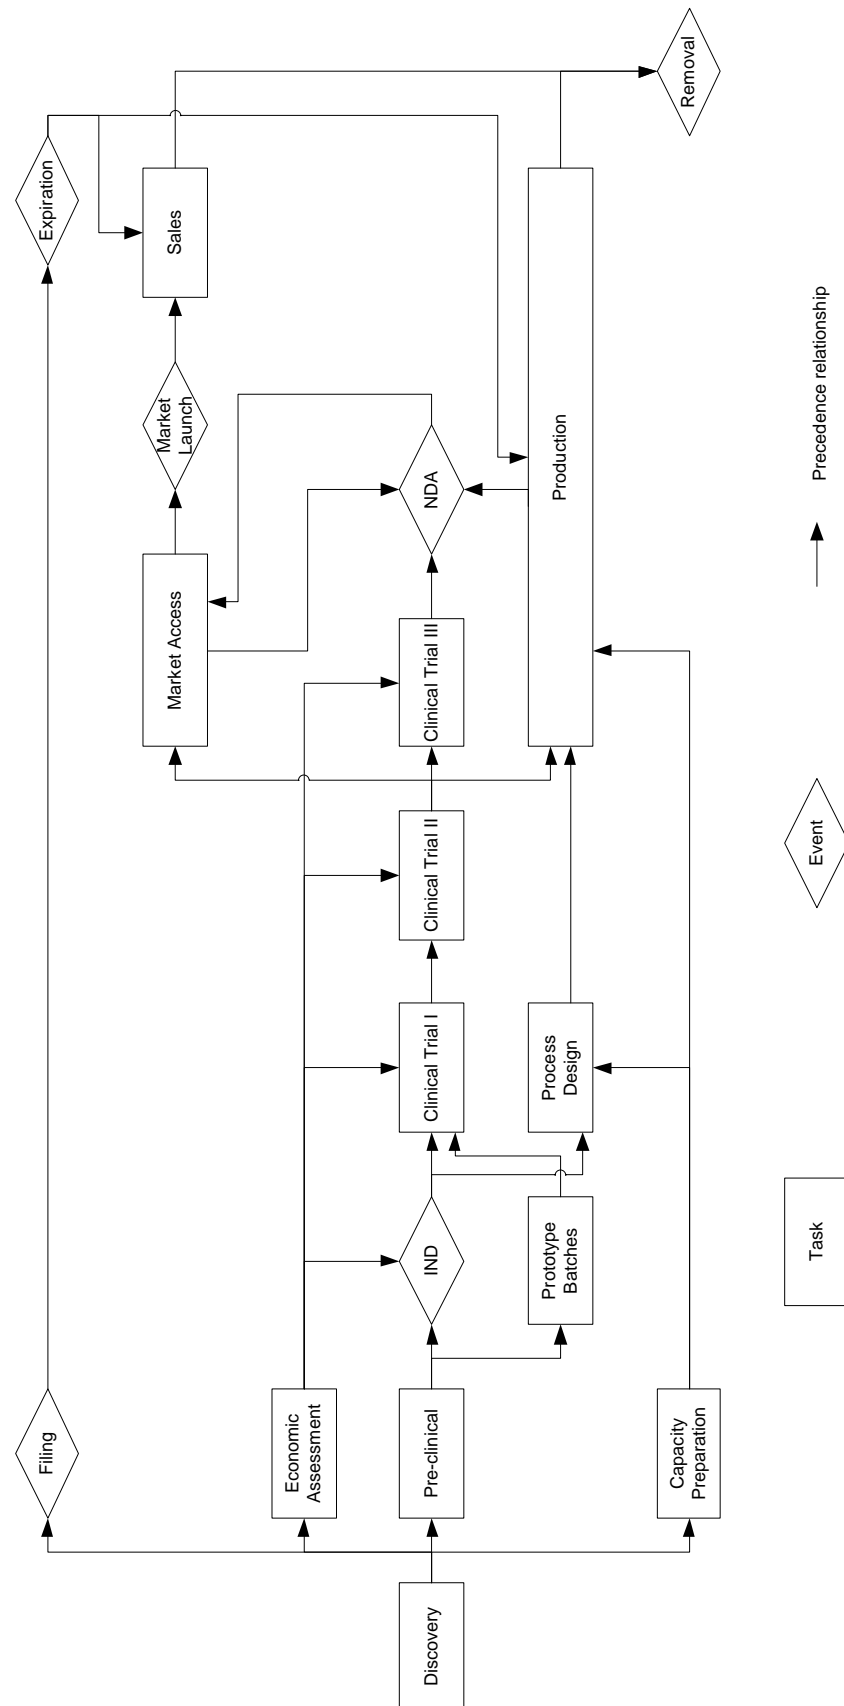 Discovery
Filing
Economic
Assessment
Pre-clinical
Capacity
Preparation
IND
Prototype
Batches
Clinical Trial I
Process
Design
Clinical Trial II
Clinical Trial III
Market Access
NDA
Production
Market
Launch
Sales
Expiration
Removal
Task
Event
Precedence relationship